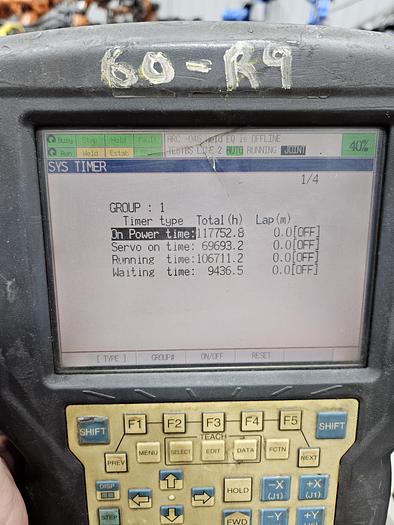 60-R9
Busy Step Hold Fault
ARC -045 Weld EQ is OFFLINE
Run Weld
TEST85 LINE 2 AUTO RUNNING JOINT
40%
SYS TIMER
1/4
GROUP : 1
Timer type Total(h) Lap(m)
On Power time: 117752.8 0.0[OFF]
Servo on time: 69693.2 0.0[OFF]
Running time: 106711.2 0.0[OFF]
Waiting time: 9436.5 0.0[OFF]
[ TYPE ] GROUP# ON/OFF RESET
F1 F2 F3 F4 F5
SHIFT SHIFT
TEACH
PREV MENU SELECT EDIT DATA FCTN NEXT
DISP
HOLD -X (J1) +X (J1)
STEP
FWD -Y +Y